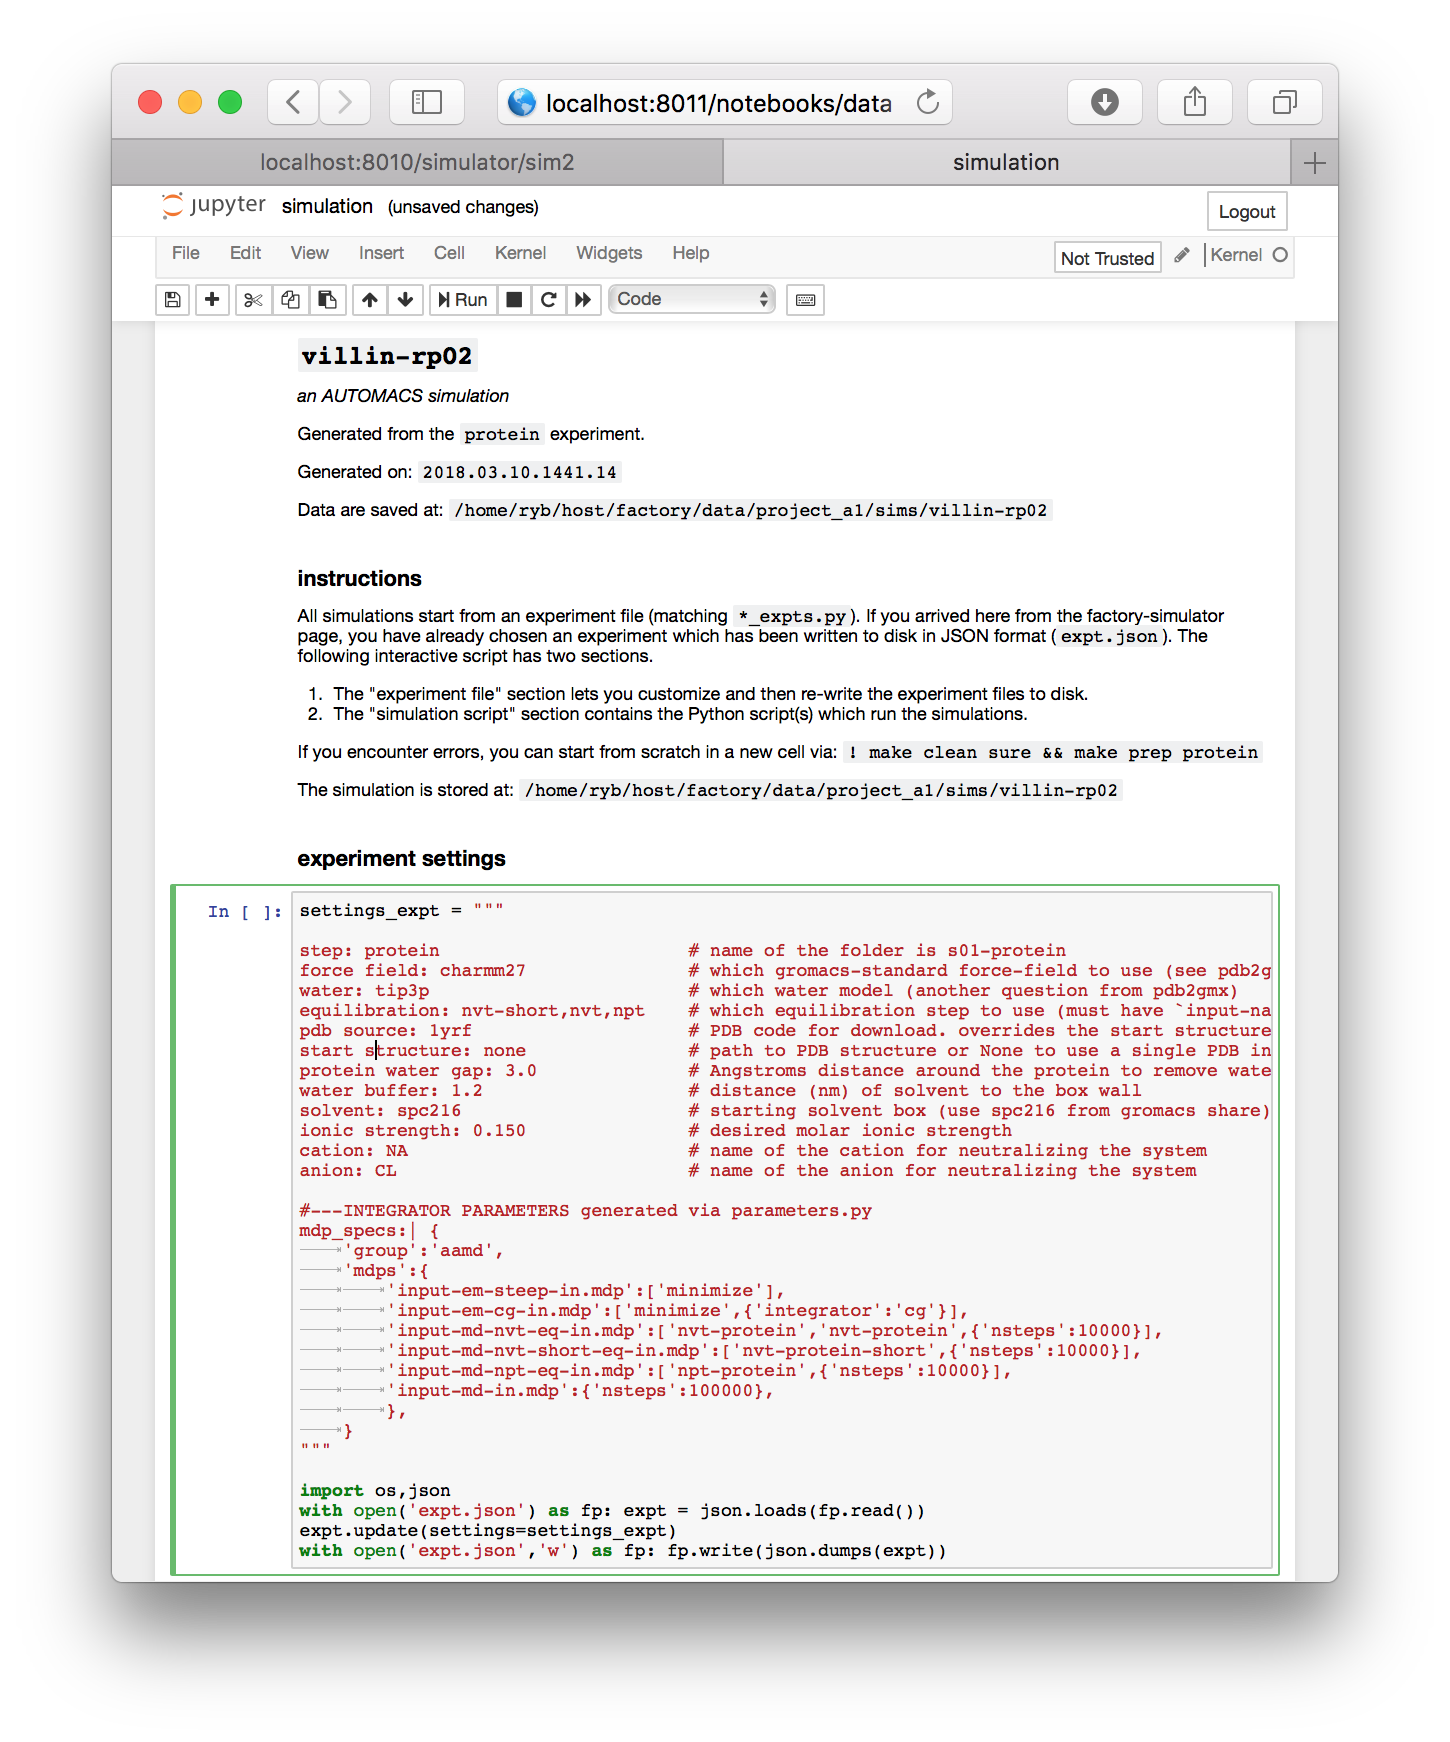 localhost:8011/notebooks/data
localhost:8010/simulator/sim2
simulation
jupyter simulation (unsaved changes)
Logout
File Edit View Insert Cell Kernel Widgets Help
Not Trusted
Kernel
Run
Code
villin-rp02
an AUTOMACS simulation
Generated from the protein experiment.
Generated on: 2018.03.10.1441.14
Data are saved at: /home/ryb/host/factory/data/project_a1/sims/villin-rp02
instructions
All simulations start from an experiment file (matching *_expts.py). If you arrived here from the factory-simulator
page, you have already chosen an experiment which has been written to disk in JSON format (expt.json). The
following interactive script has two sections.
1. The "experiment file" section lets you customize and then re-write the experiment files to disk.
2. The "simulation script" section contains the Python script(s) which run the simulations.
If you encounter errors, you can start from scratch in a new cell via: ! make clean sure && make prep protein
The simulation is stored at: /home/ryb/host/factory/data/project_a1/sims/villin-rp02
experiment settings
In [ ]: settings_expt = """
step: protein # name of the folder is s01-protein
force field: charmm27 # which gromacs-standard force-field to use (see pdb2g
water: tip3p # which water model (another question from pdb2gmx)
equilibration: nvt-short,nvt,npt # which equilibration step to use (must have `input-na
pdb source: 1yrf # PDB code for download. overrides the start structure
start structure: none # path to PDB structure or None to use a single PDB in
protein water gap: 3.0 # Angstroms distance around the protein to remove wate
water buffer: 1.2 # distance (nm) of solvent to the box wall
solvent: spc216 # starting solvent box (use spc216 from gromacs share)
ionic strength: 0.150 # desired molar ionic strength
cation: NA # name of the cation for neutralizing the system
anion: CL # name of the anion for neutralizing the system
#---INTEGRATOR PARAMETERS generated via parameters.py
mdp_specs:| {
'group':'aamd',
'mdps':{
'input-em-steep-in.mdp':['minimize'],
'input-em-cg-in.mdp':['minimize',{'integrator':'cg'}],
'input-md-nvt-eq-in.mdp':['nvt-protein','nvt-protein',{'nsteps':10000}],
'input-md-nvt-short-eq-in.mdp':['nvt-protein-short',{'nsteps':10000}],
'input-md-npt-eq-in.mdp':['npt-protein',{'nsteps':10000}],
'input-md-in.mdp':{'nsteps':100000},
},
}
"""
import os,json
with open('expt.json') as fp: expt = json.loads(fp.read())
expt.update(settings=settings_expt)
with open('expt.json','w') as fp: fp.write(json.dumps(expt))